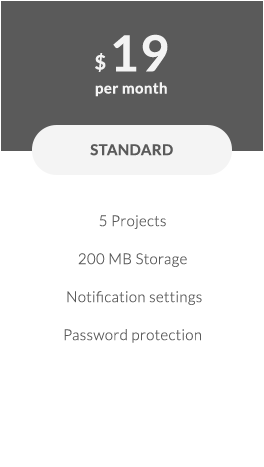 $ 19
per month
STANDARD
5 Projects
200 MB Storage
Notification settings
Password protection